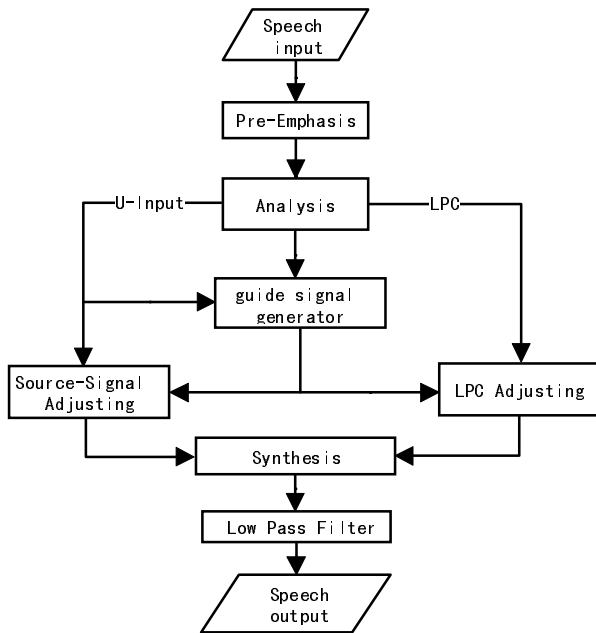 Speech
input
Pre-Emphasis
U-Input
Analysis
LPC
guide signal
generator
Source-Signal
Adjusting
LPC Adjusting
Synthesis
Low Pass Filter
Speech
output